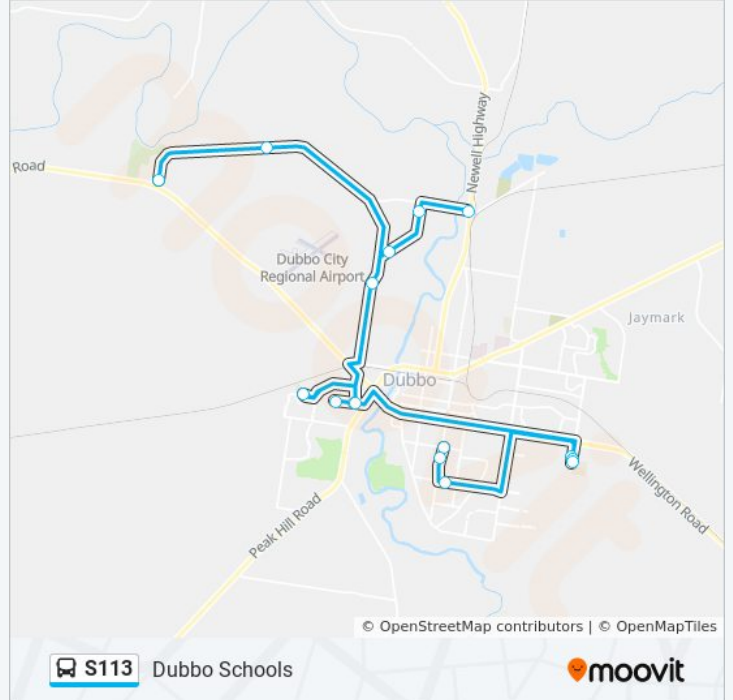 Road
Newell Highway
Dubbo City
Regional Airport
Jaymark
Dubbo
Wellington Road
Peak Hill Road
© OpenStreetMap contributors | © OpenMapTiles
S113 Dubbo Schools
moovit